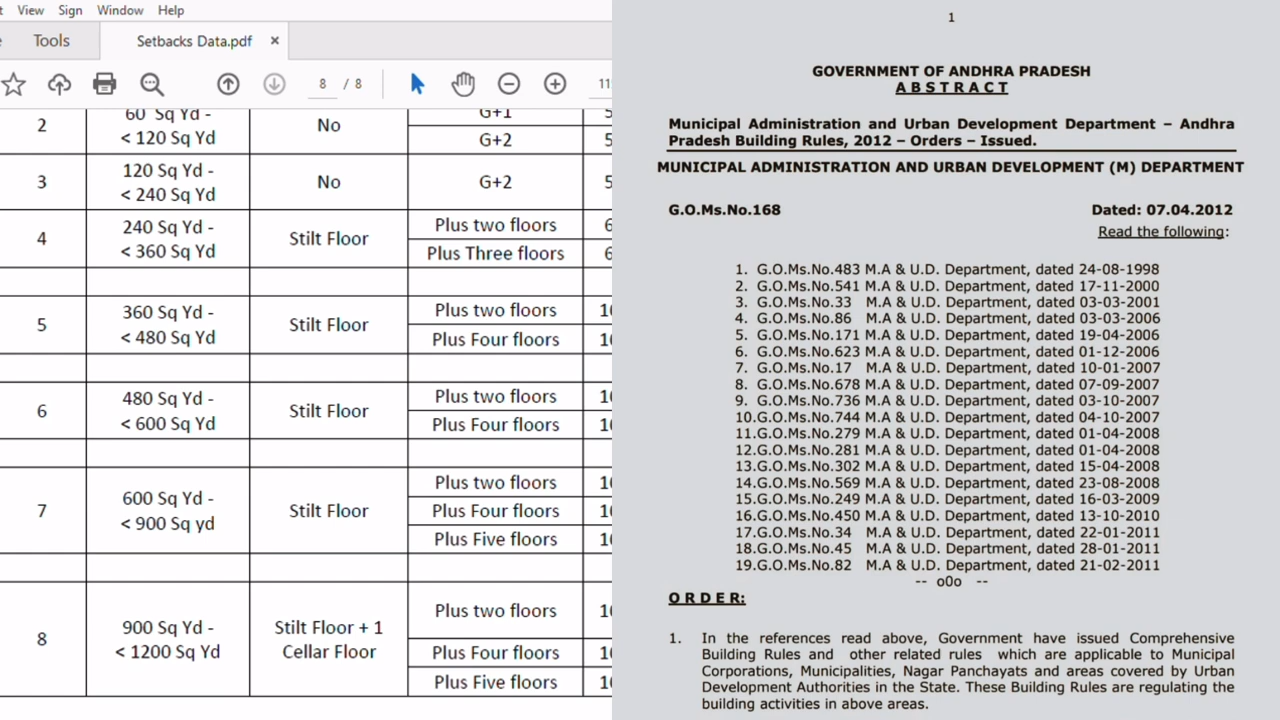 View Sign Window Help
Tools
Setbacks Data.pdf ×
8 / 8
2
60 Sq Yd -
< 120 Sq Yd
No
G+1
G+2
3
120 Sq Yd -
< 240 Sq Yd
No
G+2
4
240 Sq Yd -
< 360 Sq Yd
Stilt Floor
Plus two floors
Plus Three floors
5
360 Sq Yd -
< 480 Sq Yd
Stilt Floor
Plus two floors
Plus Four floors
6
480 Sq Yd -
< 600 Sq Yd
Stilt Floor
Plus two floors
Plus Four floors
7
600 Sq Yd -
< 900 Sq yd
Stilt Floor
Plus two floors
Plus Four floors
Plus Five floors
8
900 Sq Yd -
< 1200 Sq Yd
Stilt Floor + 1
Cellar Floor
Plus two floors
Plus Four floors
Plus Five floors
1
GOVERNMENT OF ANDHRA PRADESH
A B S T R A C T
Municipal Administration and Urban Development Department – Andhra
Pradesh Building Rules, 2012 – Orders – Issued.
MUNICIPAL ADMINISTRATION AND URBAN DEVELOPMENT (M) DEPARTMENT
G.O.Ms.No.168 Dated: 07.04.2012
Read the following:
1. G.O.Ms.No.483 M.A & U.D. Department, dated 24-08-1998
2. G.O.Ms.No.541 M.A & U.D. Department, dated 17-11-2000
3. G.O.Ms.No.33 M.A & U.D. Department, dated 03-03-2001
4. G.O.Ms.No.86 M.A & U.D. Department, dated 03-03-2006
5. G.O.Ms.No.171 M.A & U.D. Department, dated 19-04-2006
6. G.O.Ms.No.623 M.A & U.D. Department, dated 01-12-2006
7. G.O.Ms.No.17 M.A & U.D. Department, dated 10-01-2007
8. G.O.Ms.No.678 M.A & U.D. Department, dated 07-09-2007
9. G.O.Ms.No.736 M.A & U.D. Department, dated 03-10-2007
10.G.O.Ms.No.744 M.A & U.D. Department, dated 04-10-2007
11.G.O.Ms.No.279 M.A & U.D. Department, dated 01-04-2008
12.G.O.Ms.No.281 M.A & U.D. Department, dated 01-04-2008
13.G.O.Ms.No.302 M.A & U.D. Department, dated 15-04-2008
14.G.O.Ms.No.569 M.A & U.D. Department, dated 23-08-2008
15.G.O.Ms.No.249 M.A & U.D. Department, dated 16-03-2009
16.G.O.Ms.No.450 M.A & U.D. Department, dated 13-10-2010
17.G.O.Ms.No.34 M.A & U.D. Department, dated 22-01-2011
18.G.O.Ms.No.45 M.A & U.D. Department, dated 28-01-2011
19.G.O.Ms.No.82 M.A & U.D. Department, dated 21-02-2011
-- o0o --
O R D E R:
1. In the references read above, Government have issued Comprehensive
Building Rules and other related rules which are applicable to Municipal
Corporations, Municipalities, Nagar Panchayats and areas covered by Urban
Development Authorities in the State. These Building Rules are regulating the
building activities in above areas.